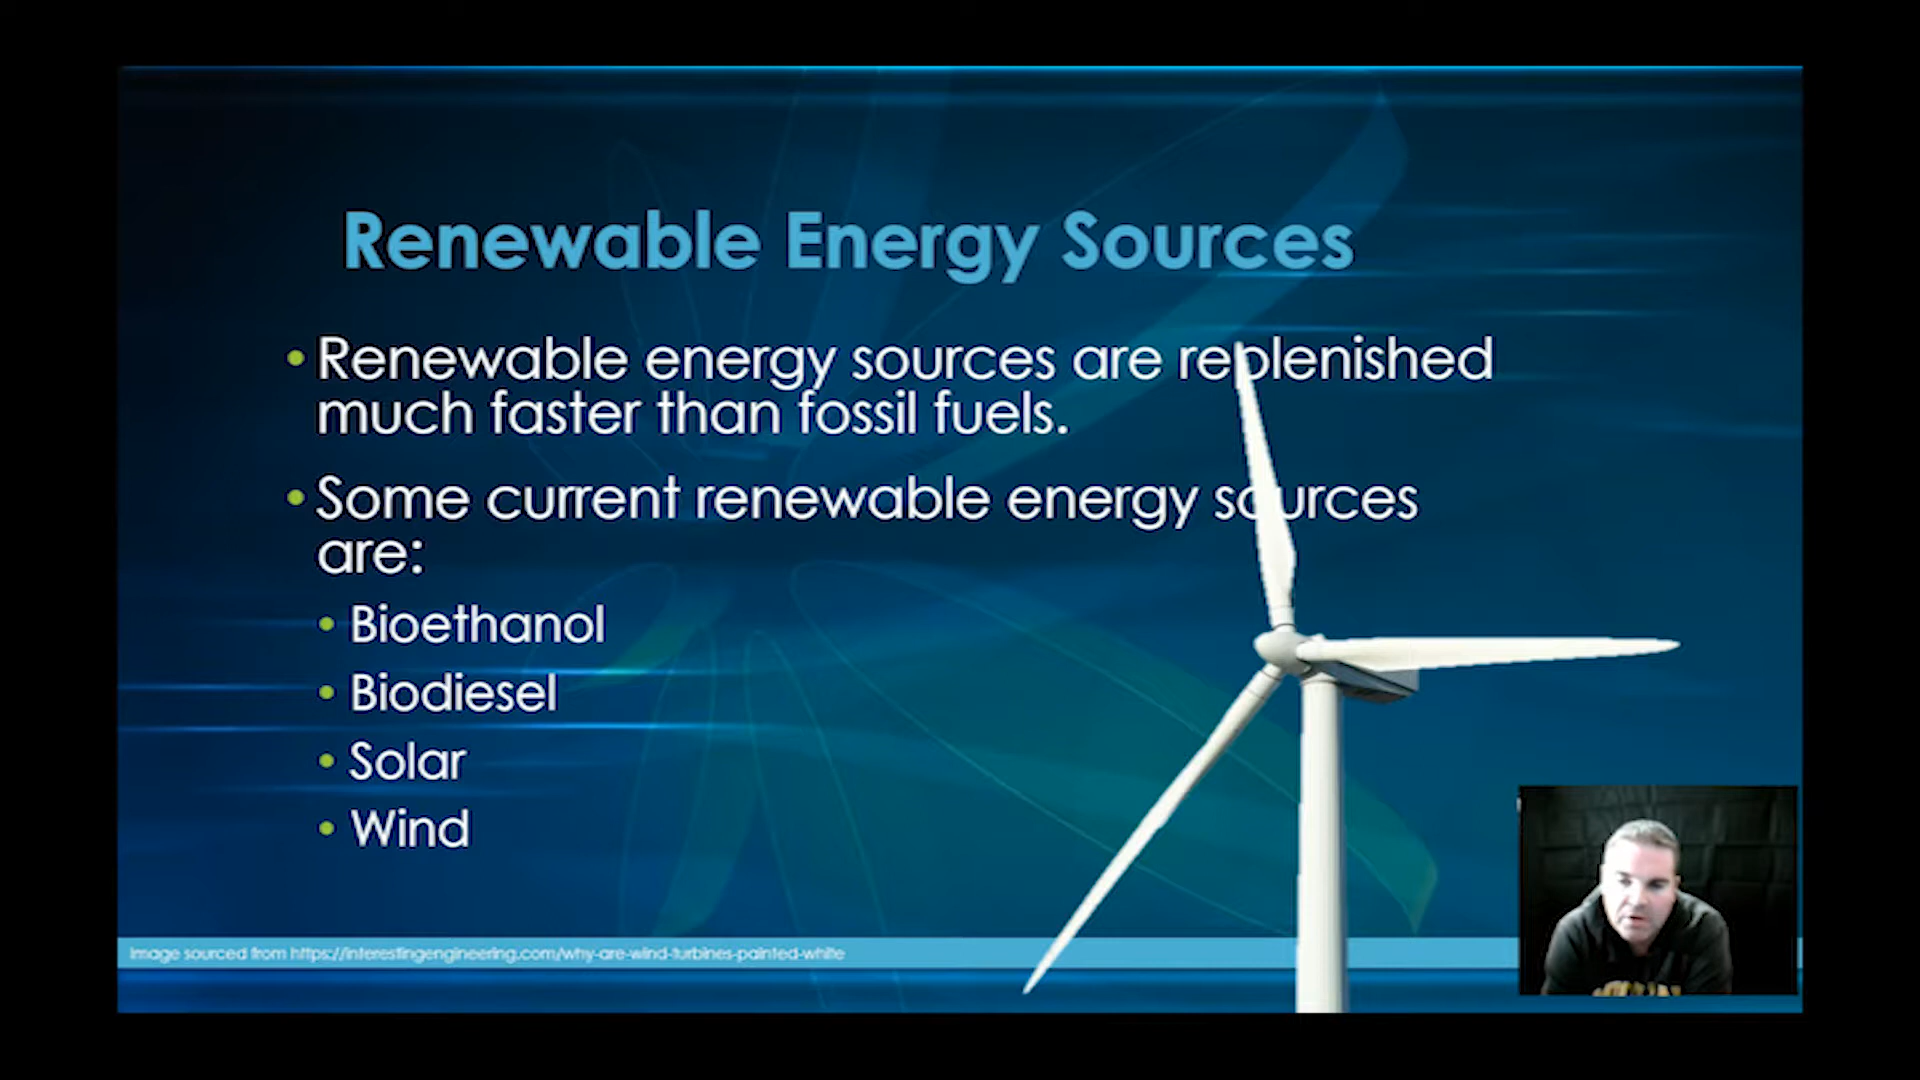 Renewable Energy Sources
• Renewable energy sources are replenished
much faster than fossil fuels.
• Some current renewable energy sources
are:
• Bioethanol
• Biodiesel
• Solar
• Wind
Image sourced from https://interestingengineering.com/why-are-wind-turbines-painted-white